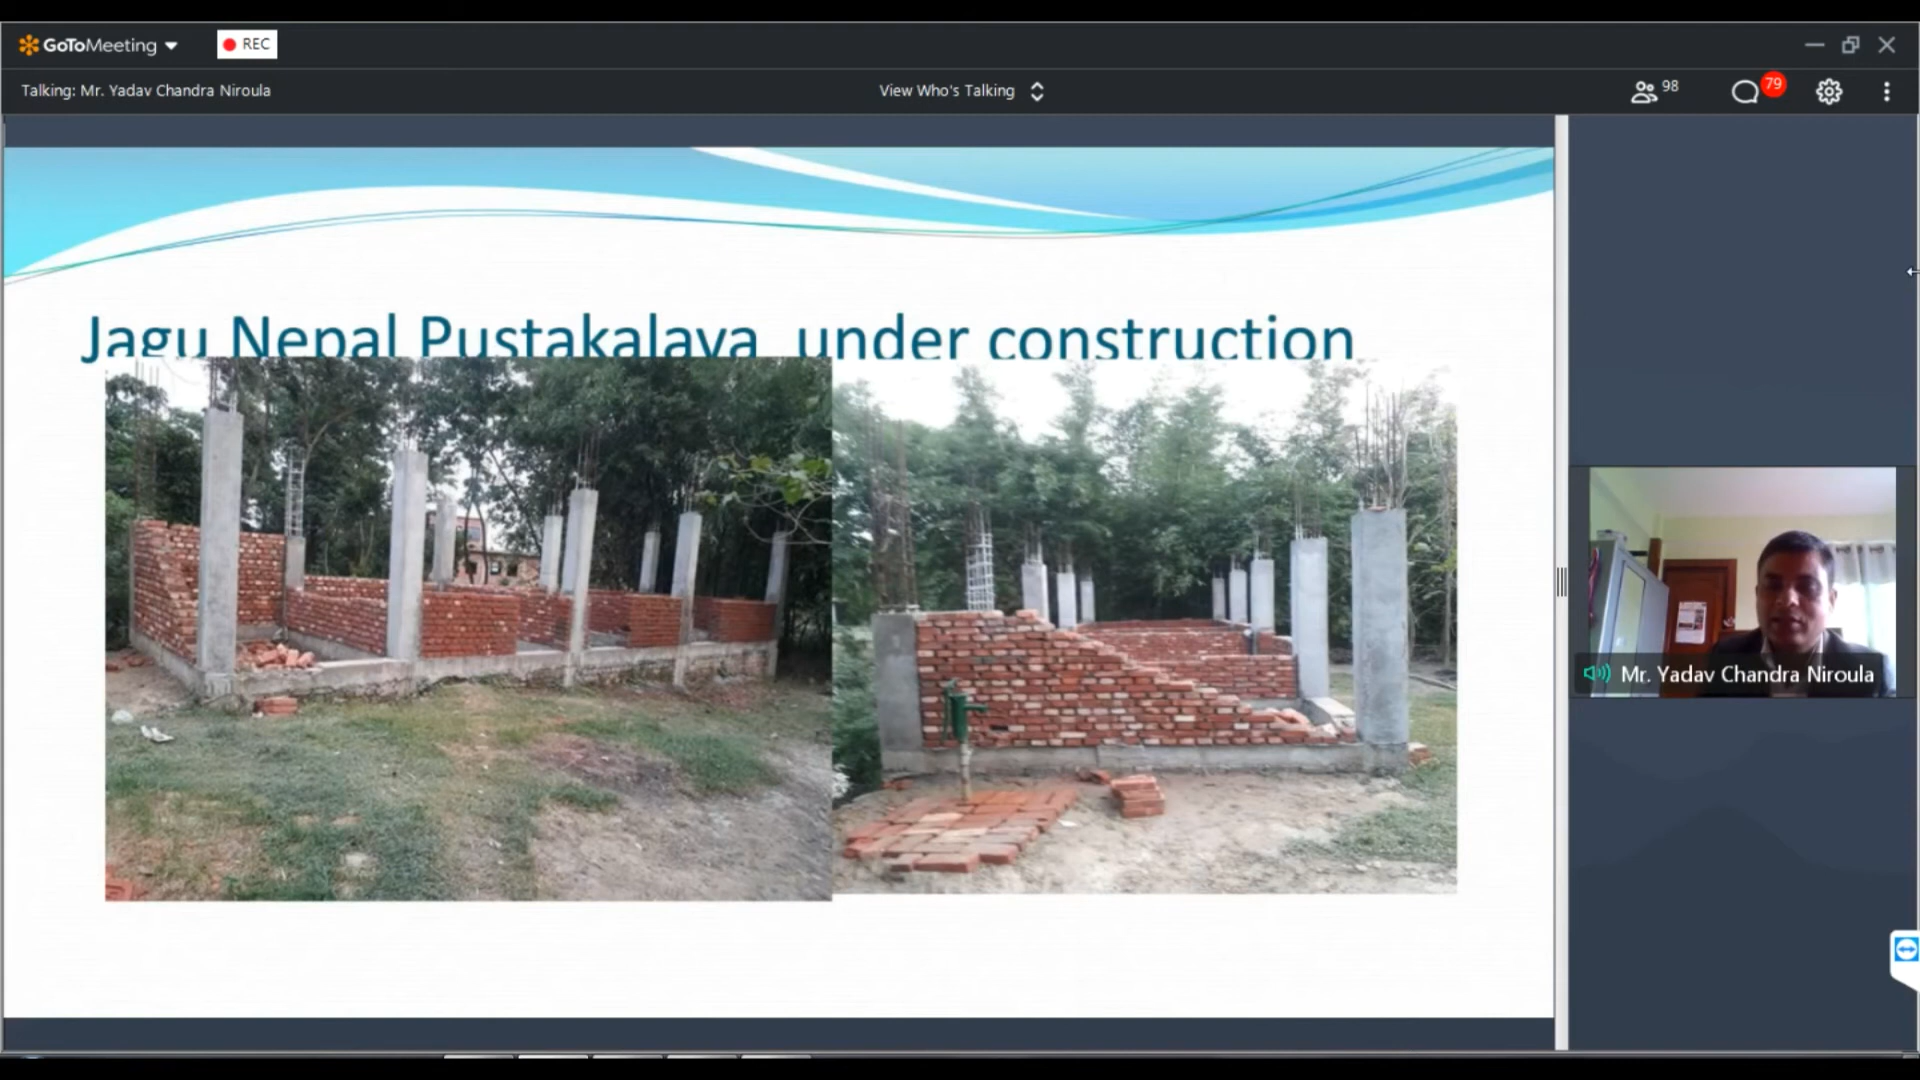 GoToMeeting
REC
Talking: Mr. Yadav Chandra Niroula
View Who's Talking
98
79
Jagu Nepal Pustakalaya under construction
Mr. Yadav Chandra Niroula